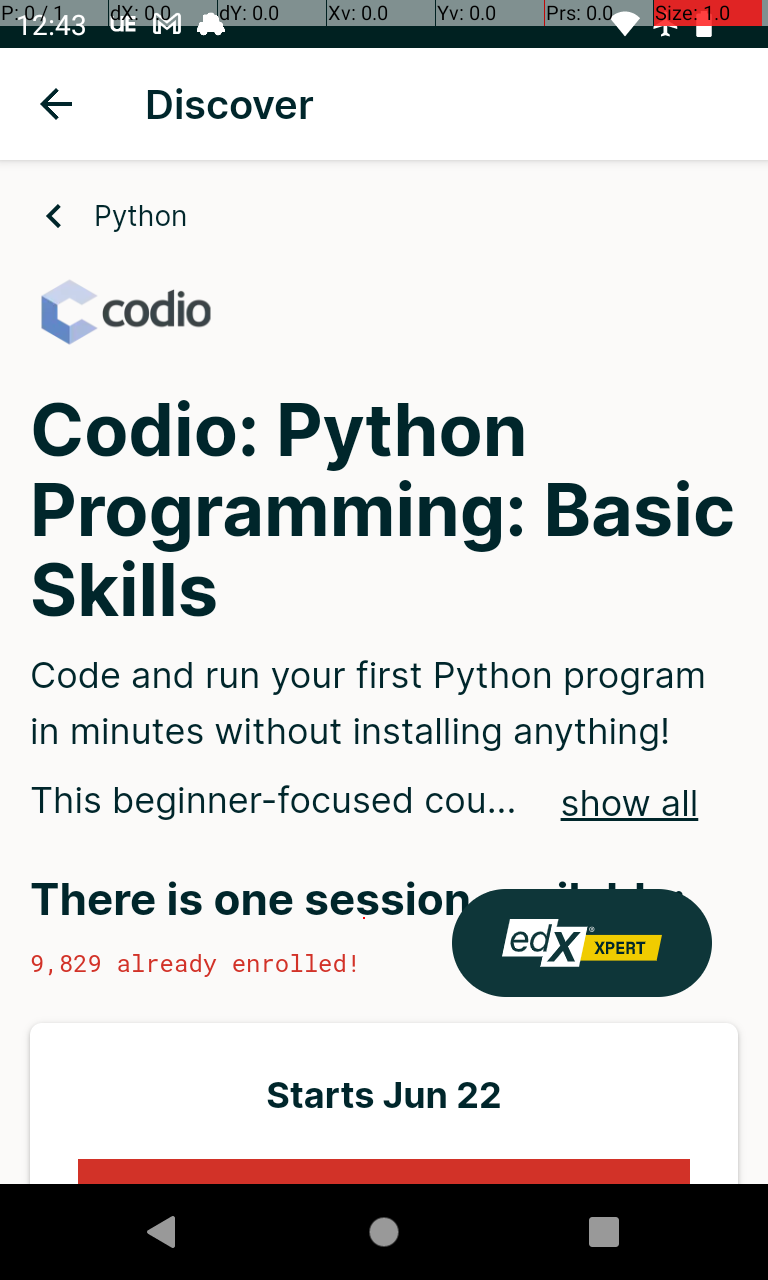 P: 0 / 1 dX: 0.0 dY: 0.0 Xv: 0.0 Yv: 0.0 Prs: 0.0 Size: 1.0
12:43
Discover
Python
codio
Codio: Python
Programming: Basic
Skills
Code and run your first Python program
in minutes without installing anything!
This beginner-focused cou... show all
There is one session
edX XPERT
9,829 already enrolled!
Starts Jun 22